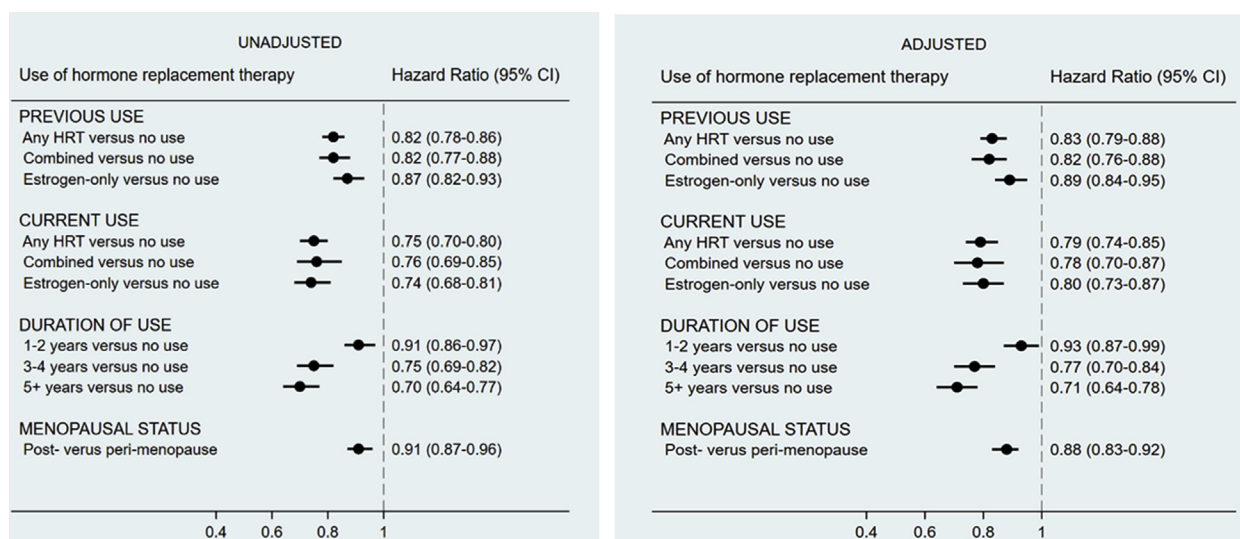 UNADJUSTED
Use of hormone replacement therapy Hazard Ratio (95% CI)
PREVIOUS USE
Any HRT versus no use 0.82 (0.78-0.86)
Combined versus no use 0.82 (0.77-0.88)
Estrogen-only versus no use 0.87 (0.82-0.93)
CURRENT USE
Any HRT versus no use 0.75 (0.70-0.80)
Combined versus no use 0.76 (0.69-0.85)
Estrogen-only versus no use 0.74 (0.68-0.81)
DURATION OF USE
1-2 years versus no use 0.91 (0.86-0.97)
3-4 years versus no use 0.75 (0.69-0.82)
5+ years versus no use 0.70 (0.64-0.77)
MENOPAUSAL STATUS
Post- verus peri-menopause 0.91 (0.87-0.96)
0.4 0.6 0.8 1
ADJUSTED
Use of hormone replacement therapy Hazard Ratio (95% CI)
PREVIOUS USE
Any HRT versus no use 0.83 (0.79-0.88)
Combined versus no use 0.82 (0.76-0.88)
Estrogen-only versus no use 0.89 (0.84-0.95)
CURRENT USE
Any HRT versus no use 0.79 (0.74-0.85)
Combined versus no use 0.78 (0.70-0.87)
Estrogen-only versus no use 0.80 (0.73-0.87)
DURATION OF USE
1-2 years versus no use 0.93 (0.87-0.99)
3-4 years versus no use 0.77 (0.70-0.84)
5+ years versus no use 0.71 (0.64-0.78)
MENOPAUSAL STATUS
Post- verus peri-menopause 0.88 (0.83-0.92)
0.4 0.6 0.8 1